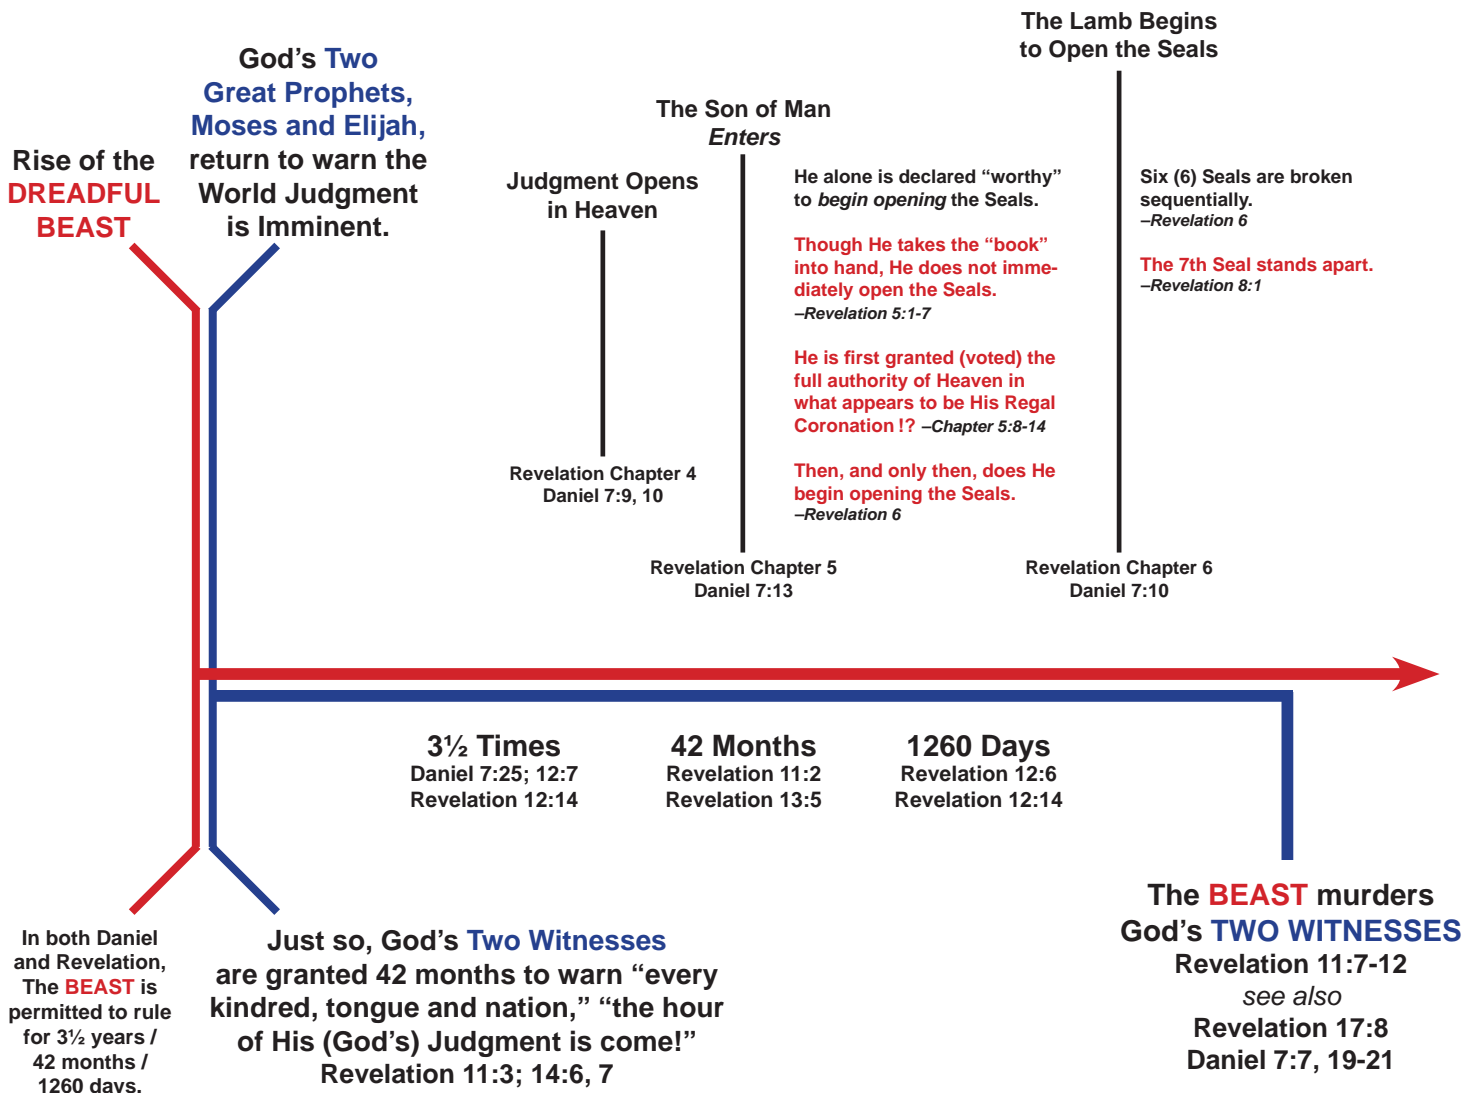 Rise of the
DREADFUL
BEAST
God’s Two
Great Prophets,
Moses and Elijah,
return to warn the
World Judgment
is Imminent.
Judgment Opens
in Heaven
Revelation Chapter 4
Daniel 7:9, 10
The Son of Man
Enters
He alone is declared “worthy”
to begin opening the Seals.
Though He takes the “book”
into hand, He does not imme-
diately open the Seals.
–Revelation 5:1-7
He is first granted (voted) the
full authority of Heaven in
what appears to be His Regal
Coronation !? –Chapter 5:8-14
Then, and only then, does He
begin opening the Seals.
–Revelation 6
Revelation Chapter 5
Daniel 7:13
The Lamb Begins
to Open the Seals
Six (6) Seals are broken
sequentially.
–Revelation 6
The 7th Seal stands apart.
–Revelation 8:1
Revelation Chapter 6
Daniel 7:10
3½ Times
Daniel 7:25; 12:7
Revelation 12:14
42 Months
Revelation 11:2
Revelation 13:5
1260 Days
Revelation 12:6
Revelation 12:14
In both Daniel
and Revelation,
The BEAST is
permitted to rule
for 3½ years /
42 months /
1260 days.
Just so, God’s Two Witnesses
are granted 42 months to warn “every
kindred, tongue and nation,” “the hour
of His (God’s) Judgment is come!”
Revelation 11:3; 14:6, 7
The BEAST murders
God’s TWO WITNESSES
Revelation 11:7-12
see also
Revelation 17:8
Daniel 7:7, 19-21